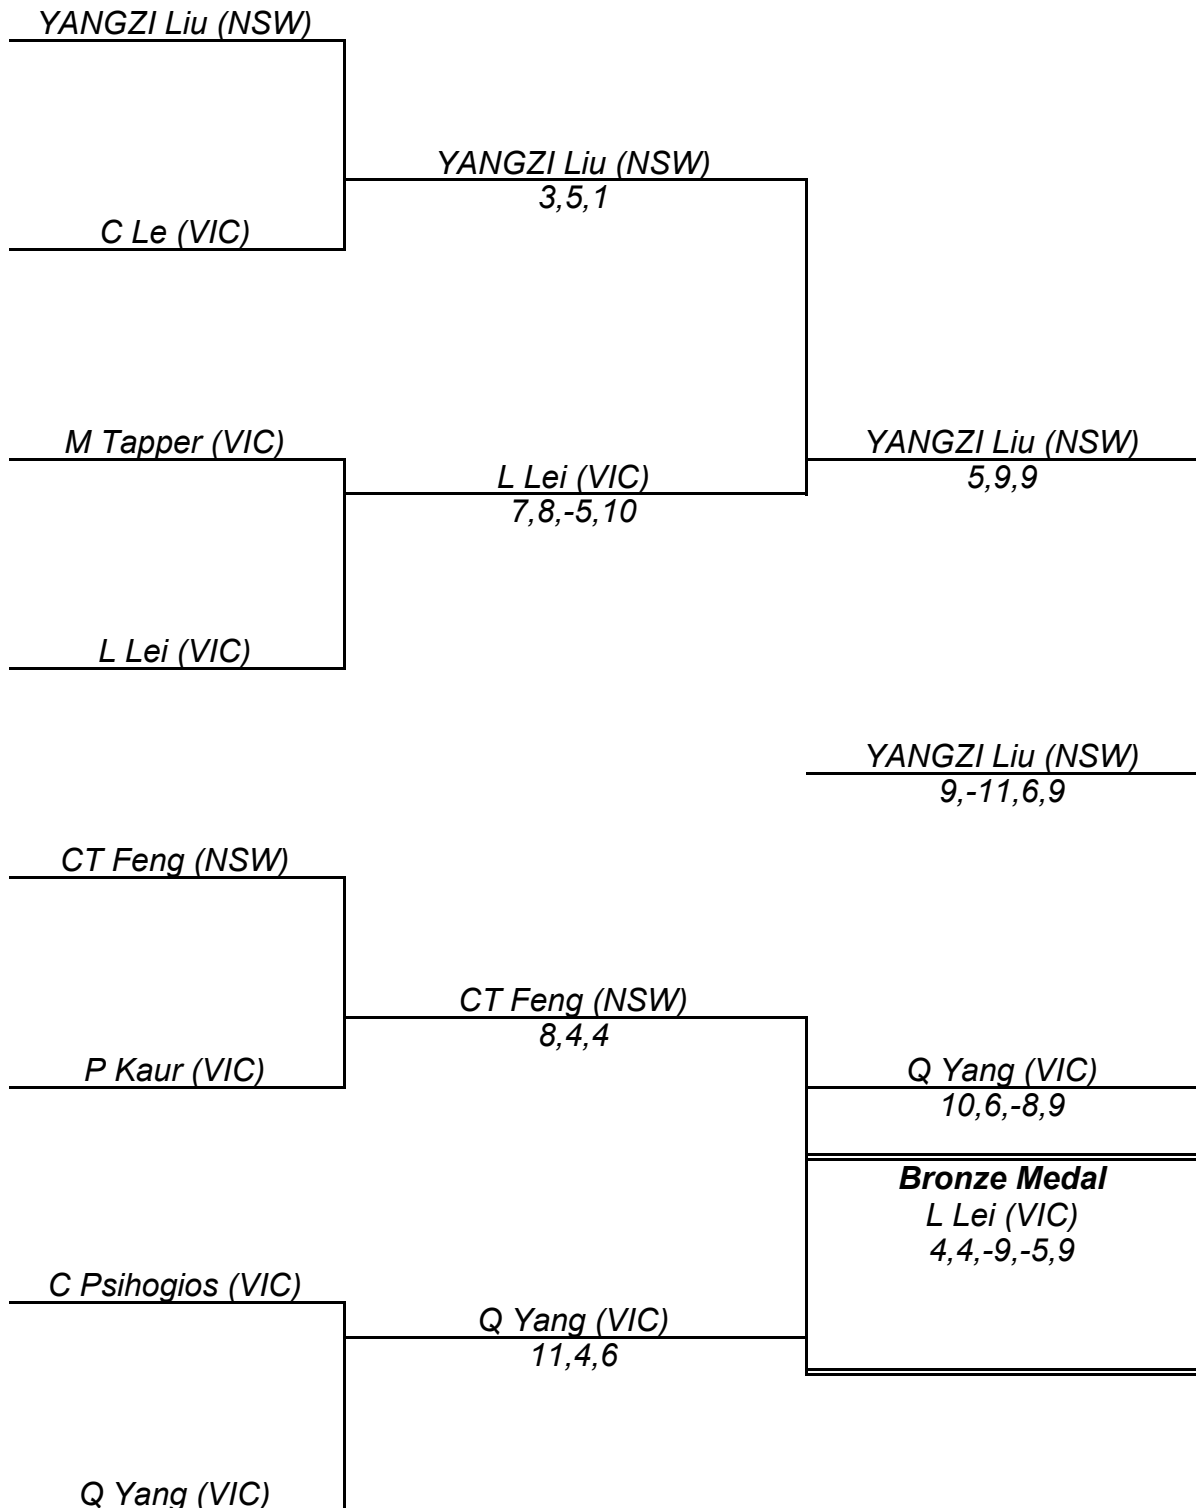 YANGZI Liu (NSW)
YANGZI Liu (NSW)
3,5,1
C Le (VIC)
M Tapper (VIC)
YANGZI Liu (NSW)
5,9,9
L Lei (VIC)
7,8,-5,10
L Lei (VIC)
YANGZI Liu (NSW)
9,-11,6,9
CT Feng (NSW)
CT Feng (NSW)
8,4,4
P Kaur (VIC)
Q Yang (VIC)
10,6,-8,9
Bronze Medal
L Lei (VIC)
4,4,-9,-5,9
C Psihogios (VIC)
Q Yang (VIC)
11,4,6
Q Yang (VIC)